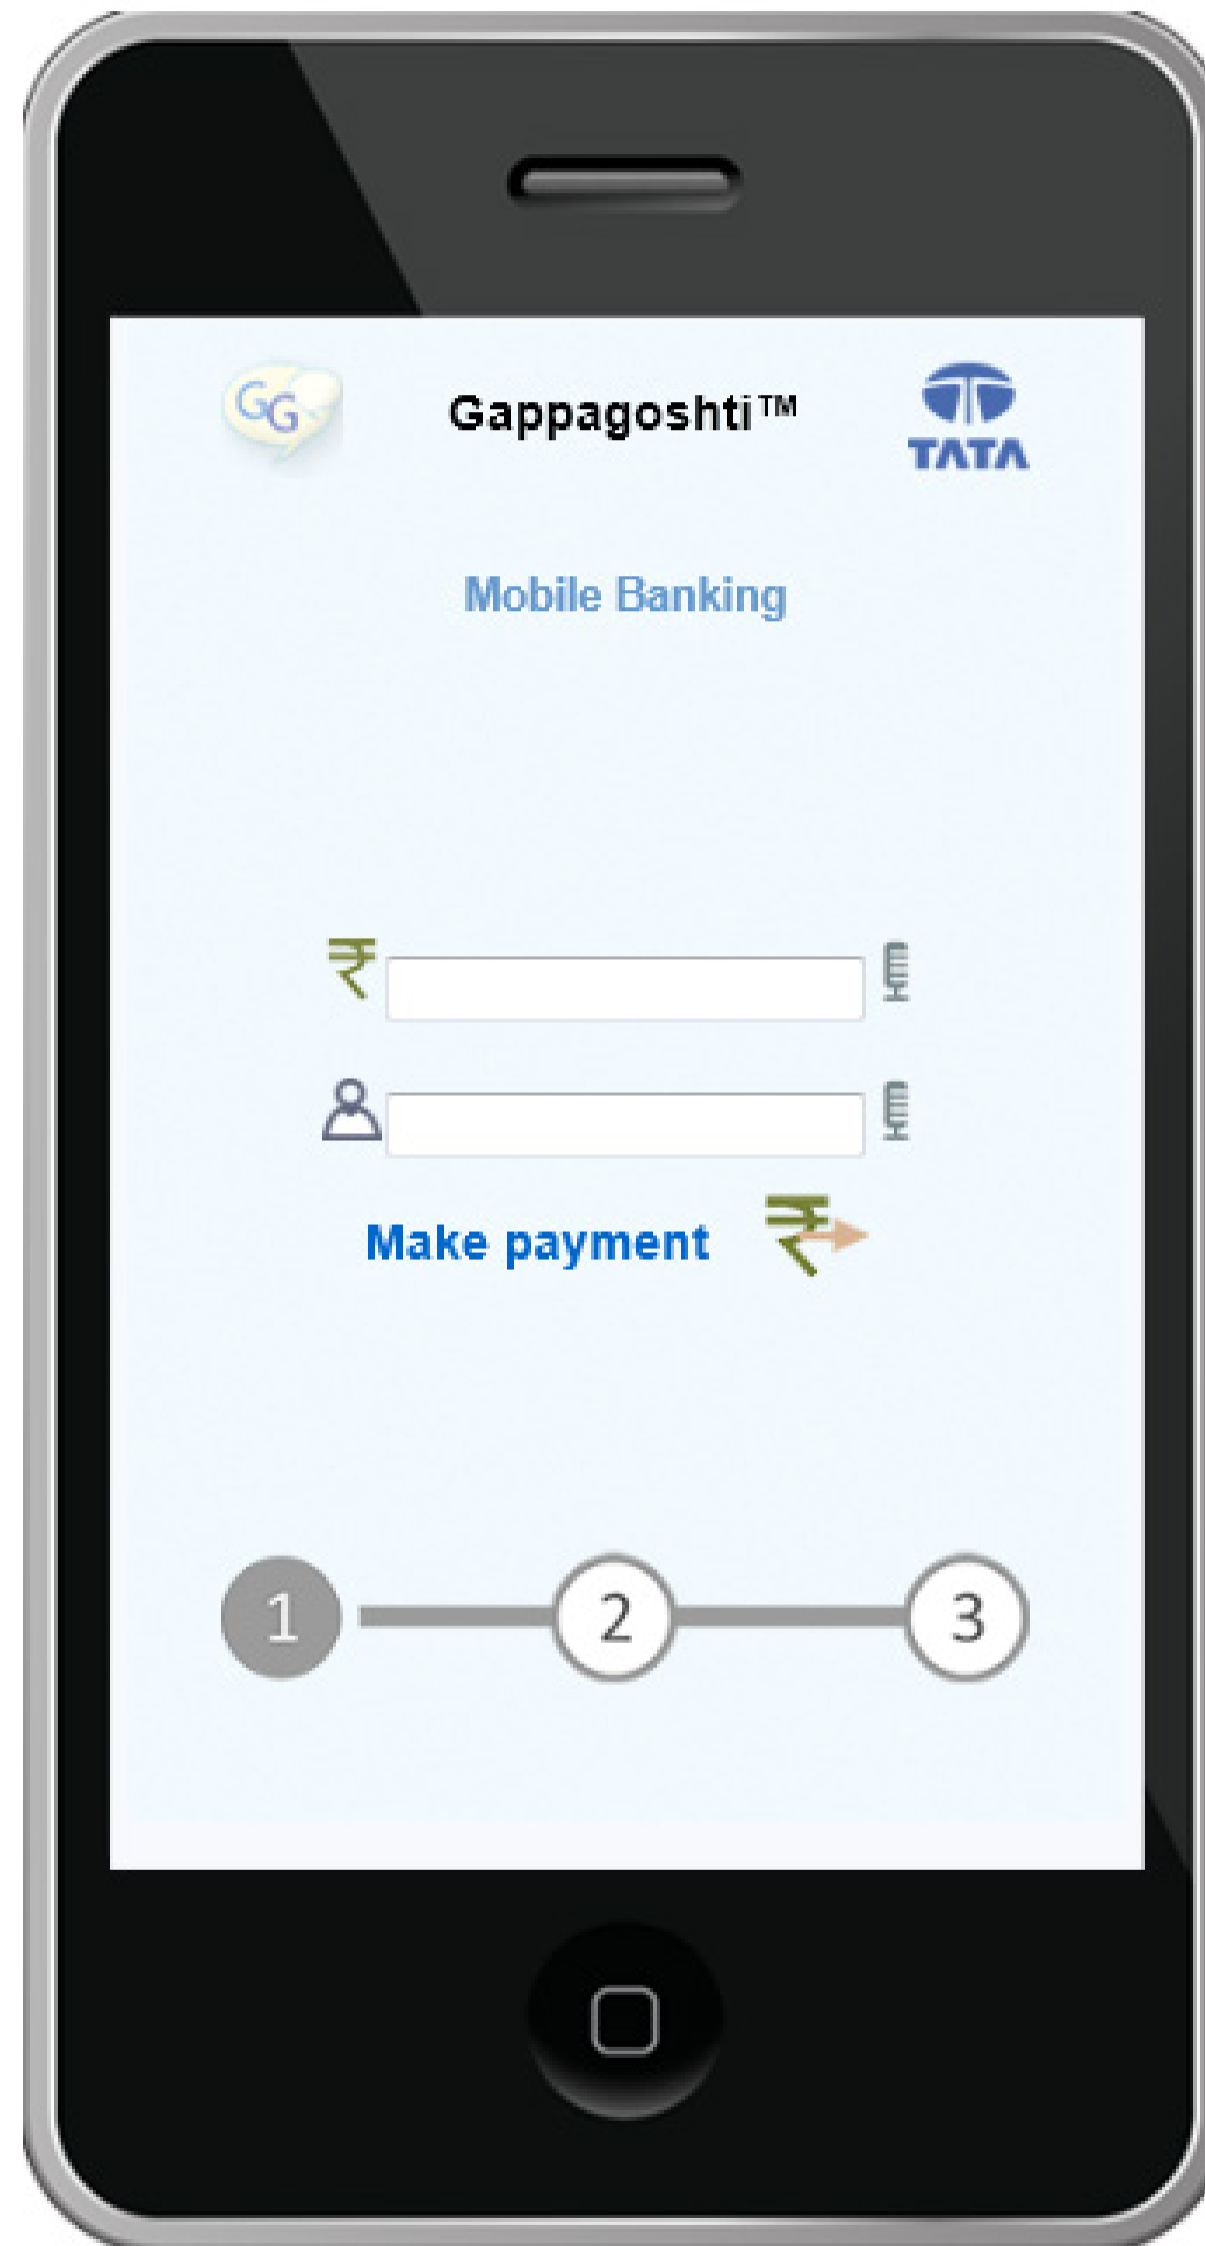 GG
Gappagoshti™
TATA
Mobile Banking
₹
Make payment ₹
1 2 3